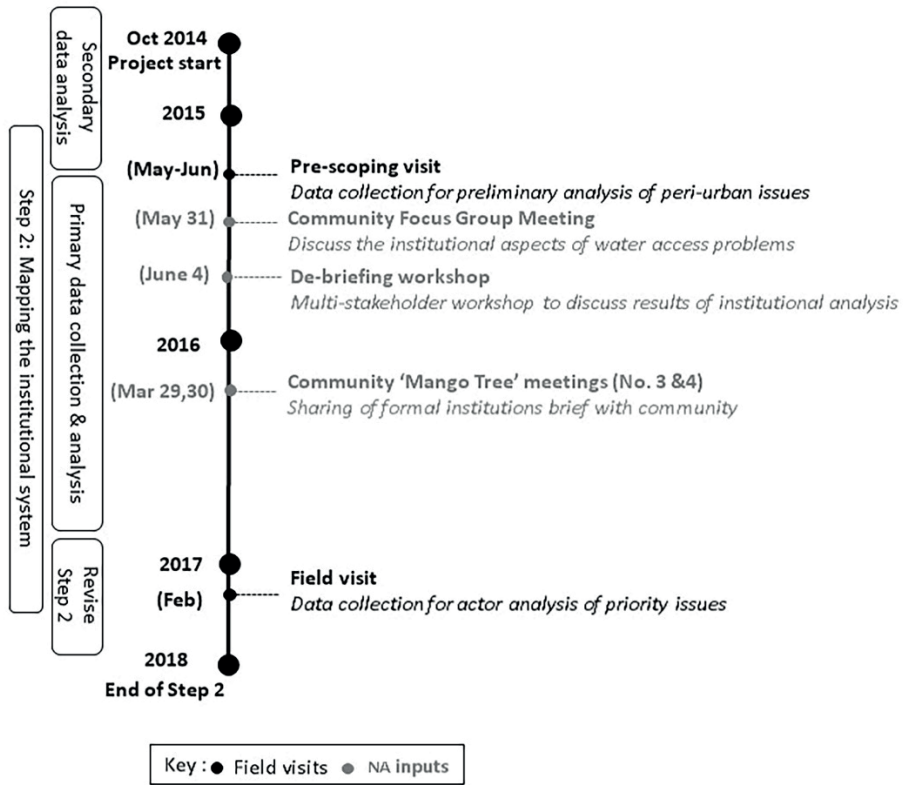 Step 2: Mapping the institutional system
Secondary
data analysis
Primary data collection & analysis
Revise
Step 2
Oct 2014
Project start
2015
(May-Jun)
Pre-scoping visit
Data collection for preliminary analysis of peri-urban issues
(May 31)
Community Focus Group Meeting
Discuss the institutional aspects of water access problems
(June 4)
De-briefing workshop
Multi-stakeholder workshop to discuss results of institutional analysis
2016
(Mar 29,30)
Community ‘Mango Tree’ meetings (No. 3 &4)
Sharing of formal institutions brief with community
2017
(Feb)
Field visit
Data collection for actor analysis of priority issues
2018
End of Step 2
Key : ● Field visits ● NA inputs